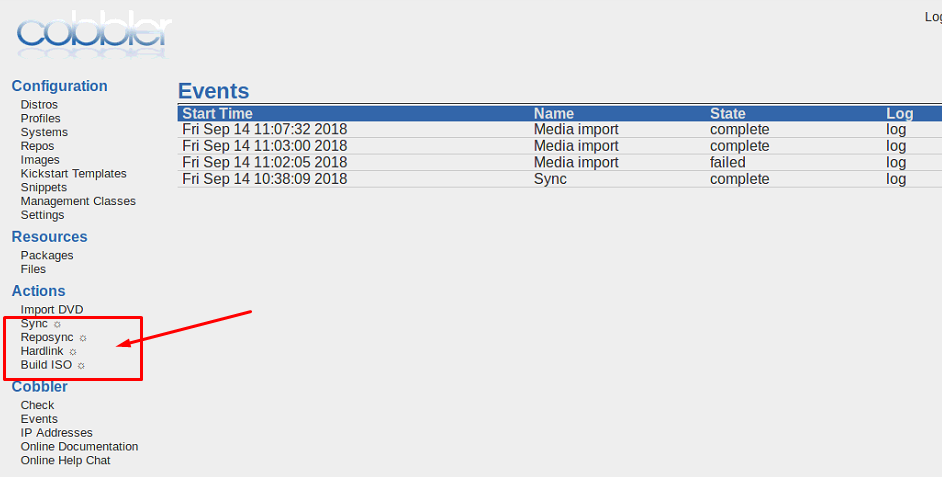 cobbler
Log
Configuration
Distros
Profiles
Systems
Repos
Images
Kickstart Templates
Snippets
Management Classes
Settings
Resources
Packages
Files
Actions
Import DVD
Sync ☼
Reposync ☼
Hardlink ☼
Build ISO ☼
Cobbler
Check
Events
IP Addresses
Online Documentation
Online Help Chat
Events
Start Time Name State Log
Fri Sep 14 11:07:32 2018 Media import complete log
Fri Sep 14 11:03:00 2018 Media import complete log
Fri Sep 14 11:02:05 2018 Media import failed log
Fri Sep 14 10:38:09 2018 Sync complete log